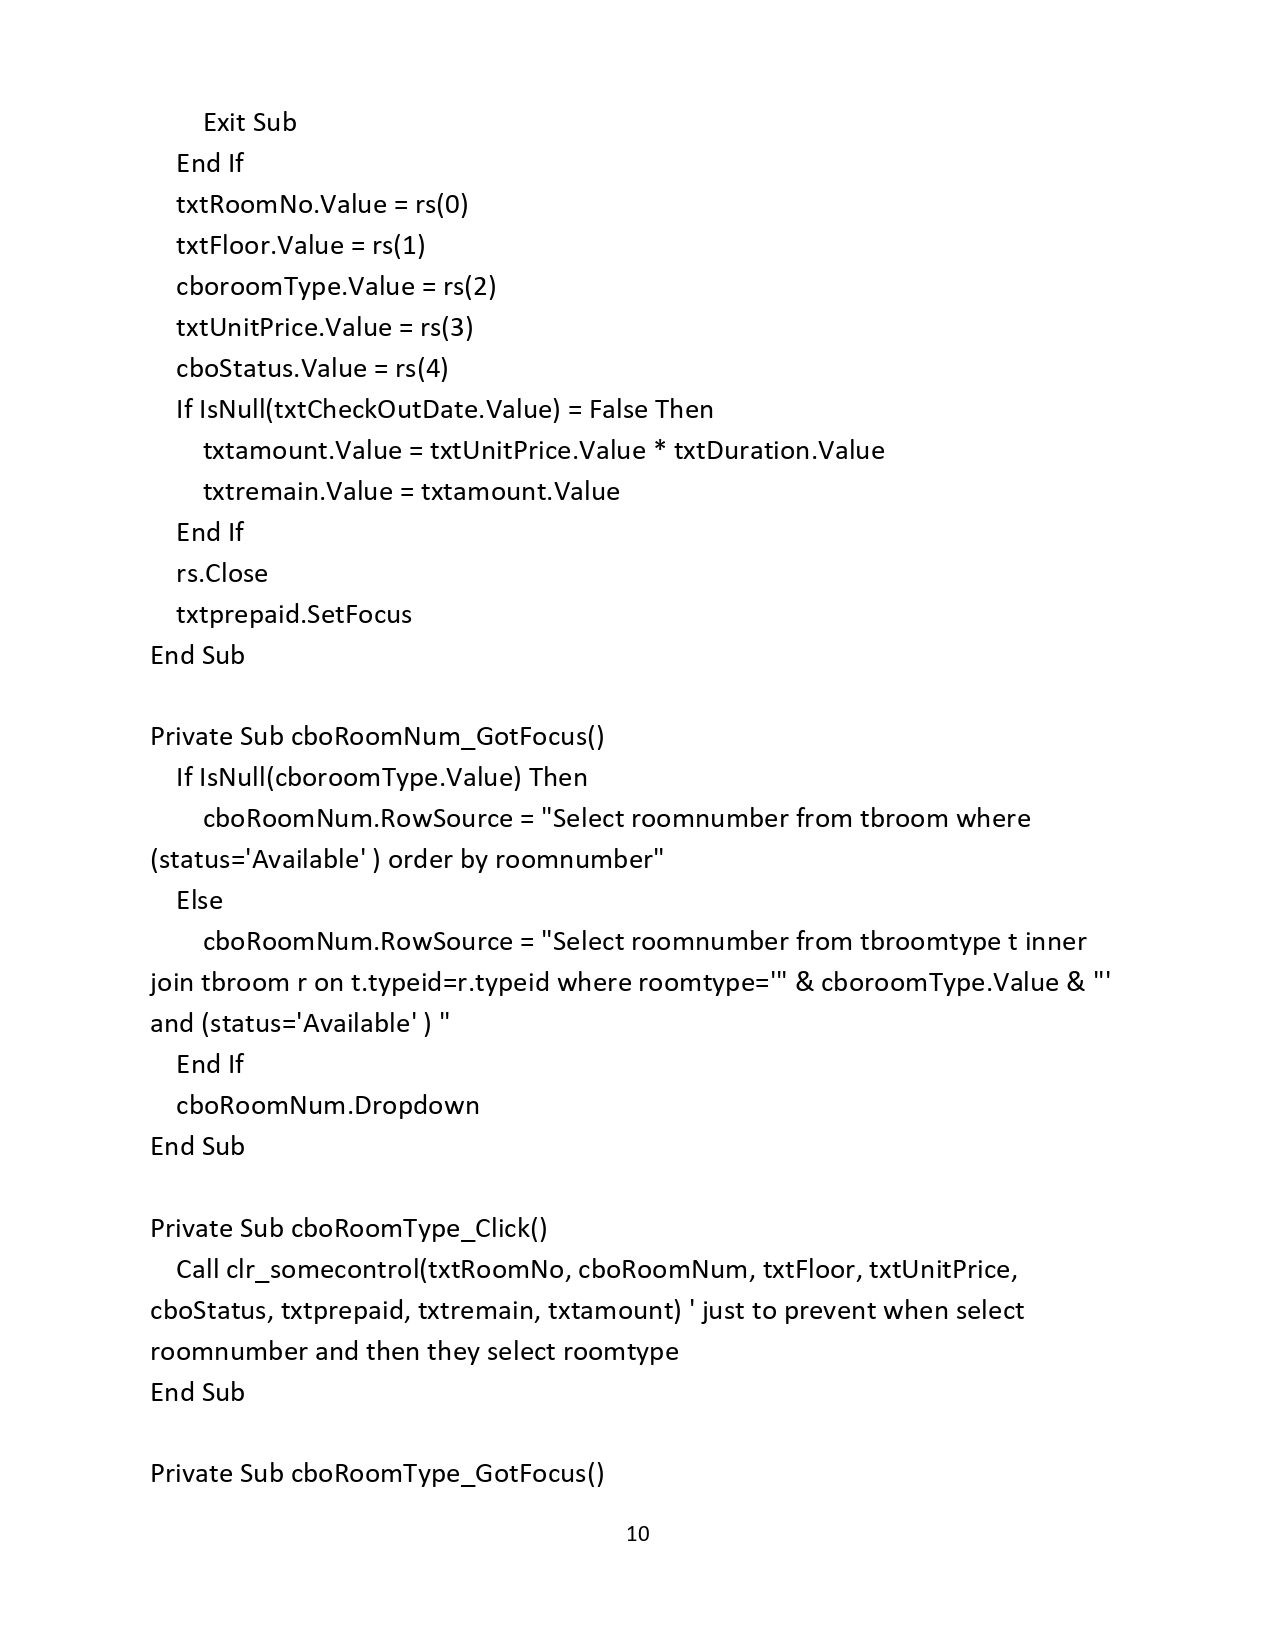 Exit Sub
End If
txtRoomNo.Value = rs(0)
txtFloor.Value = rs(1)
cboroomType.Value = rs(2)
txtUnitPrice.Value = rs(3)
cboStatus.Value = rs(4)
If IsNull(txtCheckOutDate.Value) = False Then
txtamount.Value = txtUnitPrice.Value * txtDuration.Value
txtremain.Value = txtamount.Value
End If
rs.Close
txtprepaid.SetFocus
End Sub
Private Sub cboRoomNum_GotFocus()
If IsNull(cboroomType.Value) Then
cboRoomNum.RowSource = "Select roomnumber from tbroom where
(status='Available' ) order by roomnumber"
Else
cboRoomNum.RowSource = "Select roomnumber from tbroomtype t inner
join tbroom r on t.typeid=r.typeid where roomtype='" & cboroomType.Value & "'
and (status='Available' ) "
End If
cboRoomNum.Dropdown
End Sub
Private Sub cboRoomType_Click()
Call clr_somecontrol(txtRoomNo, cboRoomNum, txtFloor, txtUnitPrice,
cboStatus, txtprepaid, txtremain, txtamount) ' just to prevent when select
roomnumber and then they select roomtype
End Sub
Private Sub cboRoomType_GotFocus()
10